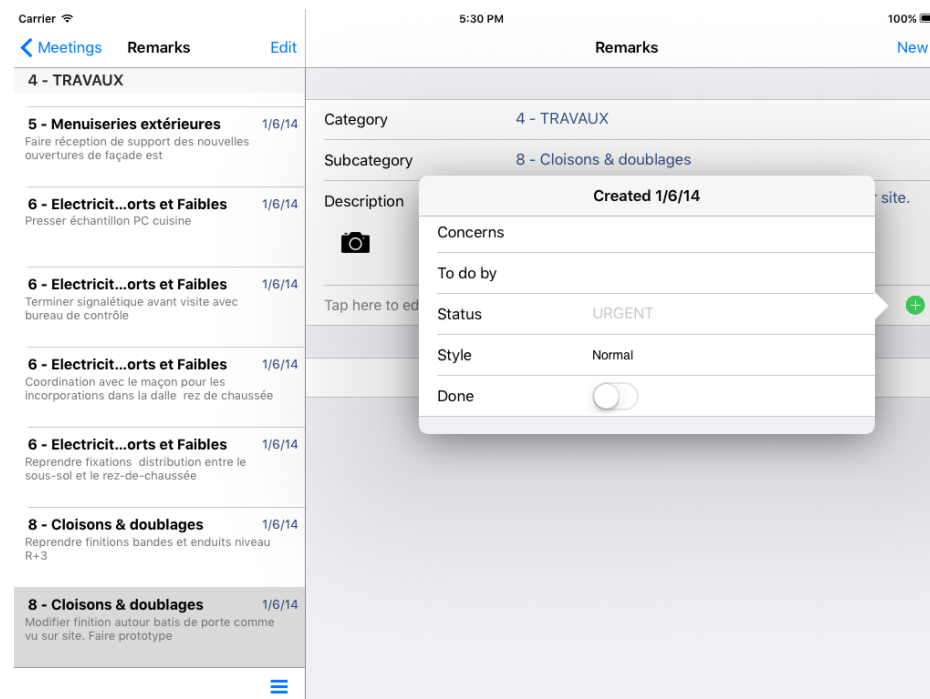 Carrier 5:30 PM 100%
Meetings Remarks Edit
4 - TRAVAUX
5 - Menuiseries extérieures 1/6/14
Faire réception de support des nouvelles
ouvertures de façade est
6 - Electricit...orts et Faibles 1/6/14
Presser échantillon PC cuisine
6 - Electricit...orts et Faibles 1/6/14
Terminer signalétique avant visite avec
bureau de contrôle
6 - Electricit...orts et Faibles 1/6/14
Coordination avec le maçon pour les
incorporations dans la dalle rez de chaussée
6 - Electricit...orts et Faibles 1/6/14
Reprendre fixations distribution entre le
sous-sol et le rez-de-chaussée
8 - Cloisons & doublages 1/6/14
Reprendre finitions bandes et enduits niveau
R+3
8 - Cloisons & doublages 1/6/14
Modifier finition autour batis de porte comme
vu sur site. Faire prototype
Remarks New
Category 4 - TRAVAUX
Subcategory 8 - Cloisons & doublages
Description site.
Tap here to ed
Created 1/6/14
Concerns
To do by
Status URGENT
Style Normal
Done